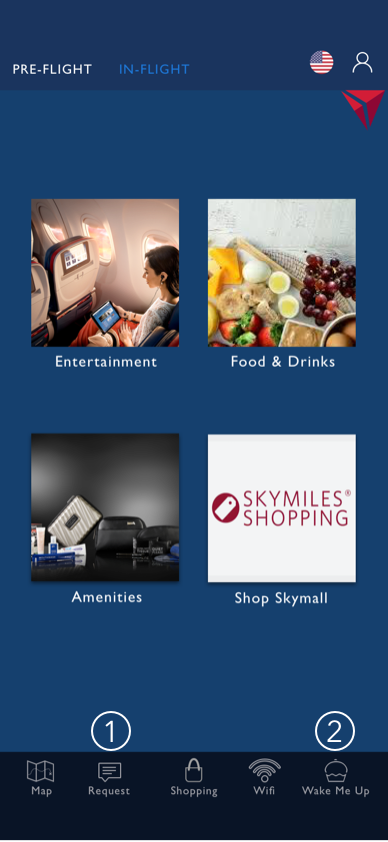 PRE-FLIGHT IN-FLIGHT
Entertainment Food & Drinks
SKYMILES®
SHOPPING
Amenities Shop Skymall
1 2
Map Request Shopping Wifi Wake Me Up